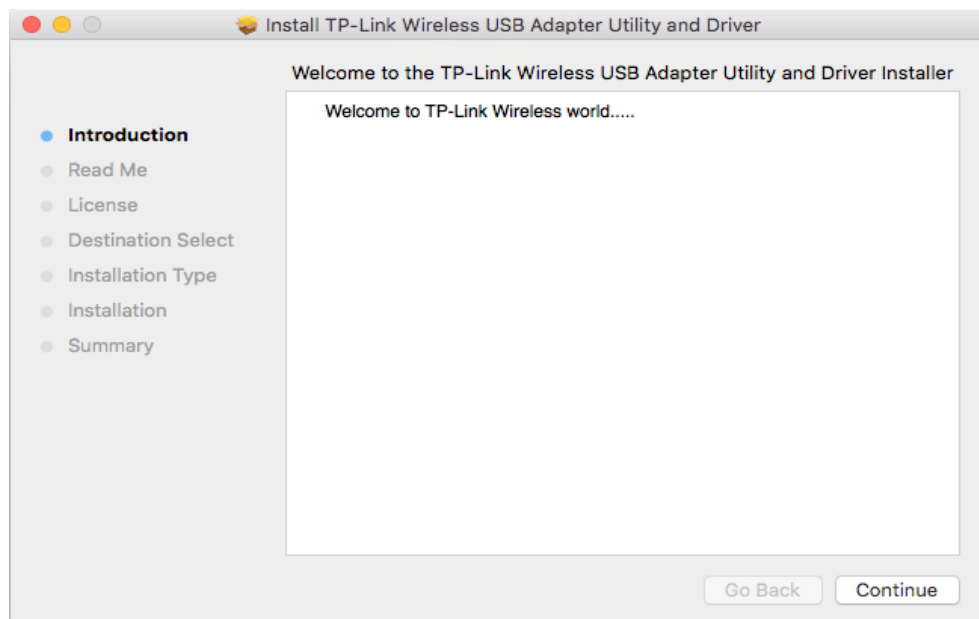 Install TP-Link Wireless USB Adapter Utility and Driver
Welcome to the TP-Link Wireless USB Adapter Utility and Driver Installer
Welcome to TP-Link Wireless world.....
Introduction
Read Me
License
Destination Select
Installation Type
Installation
Summary
Go Back
Continue